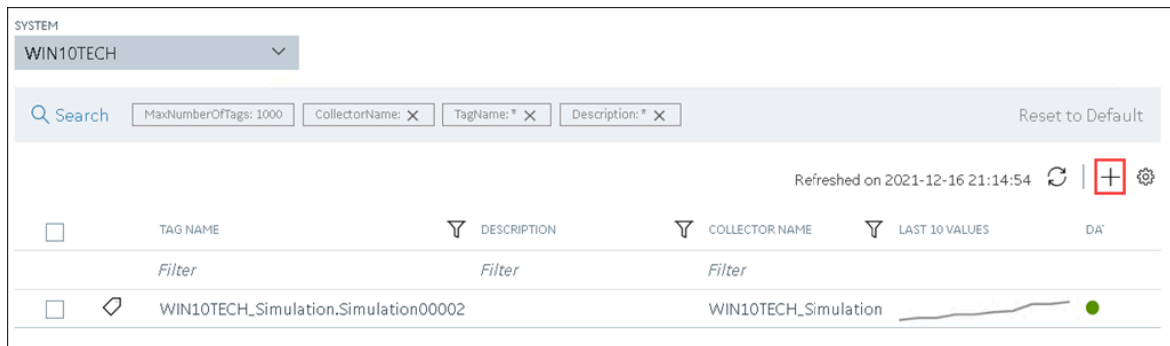 SYSTEM
WIN10TECH
Search MaxNumberOfTags: 1000 CollectorName: TagName: * Description: * Reset to Default
Refreshed on 2021-12-16 21:14:54
TAG NAME DESCRIPTION COLLECTOR NAME LAST 10 VALUES DA
Filter Filter Filter
WIN10TECH_Simulation.Simulation00002 WIN10TECH_Simulation